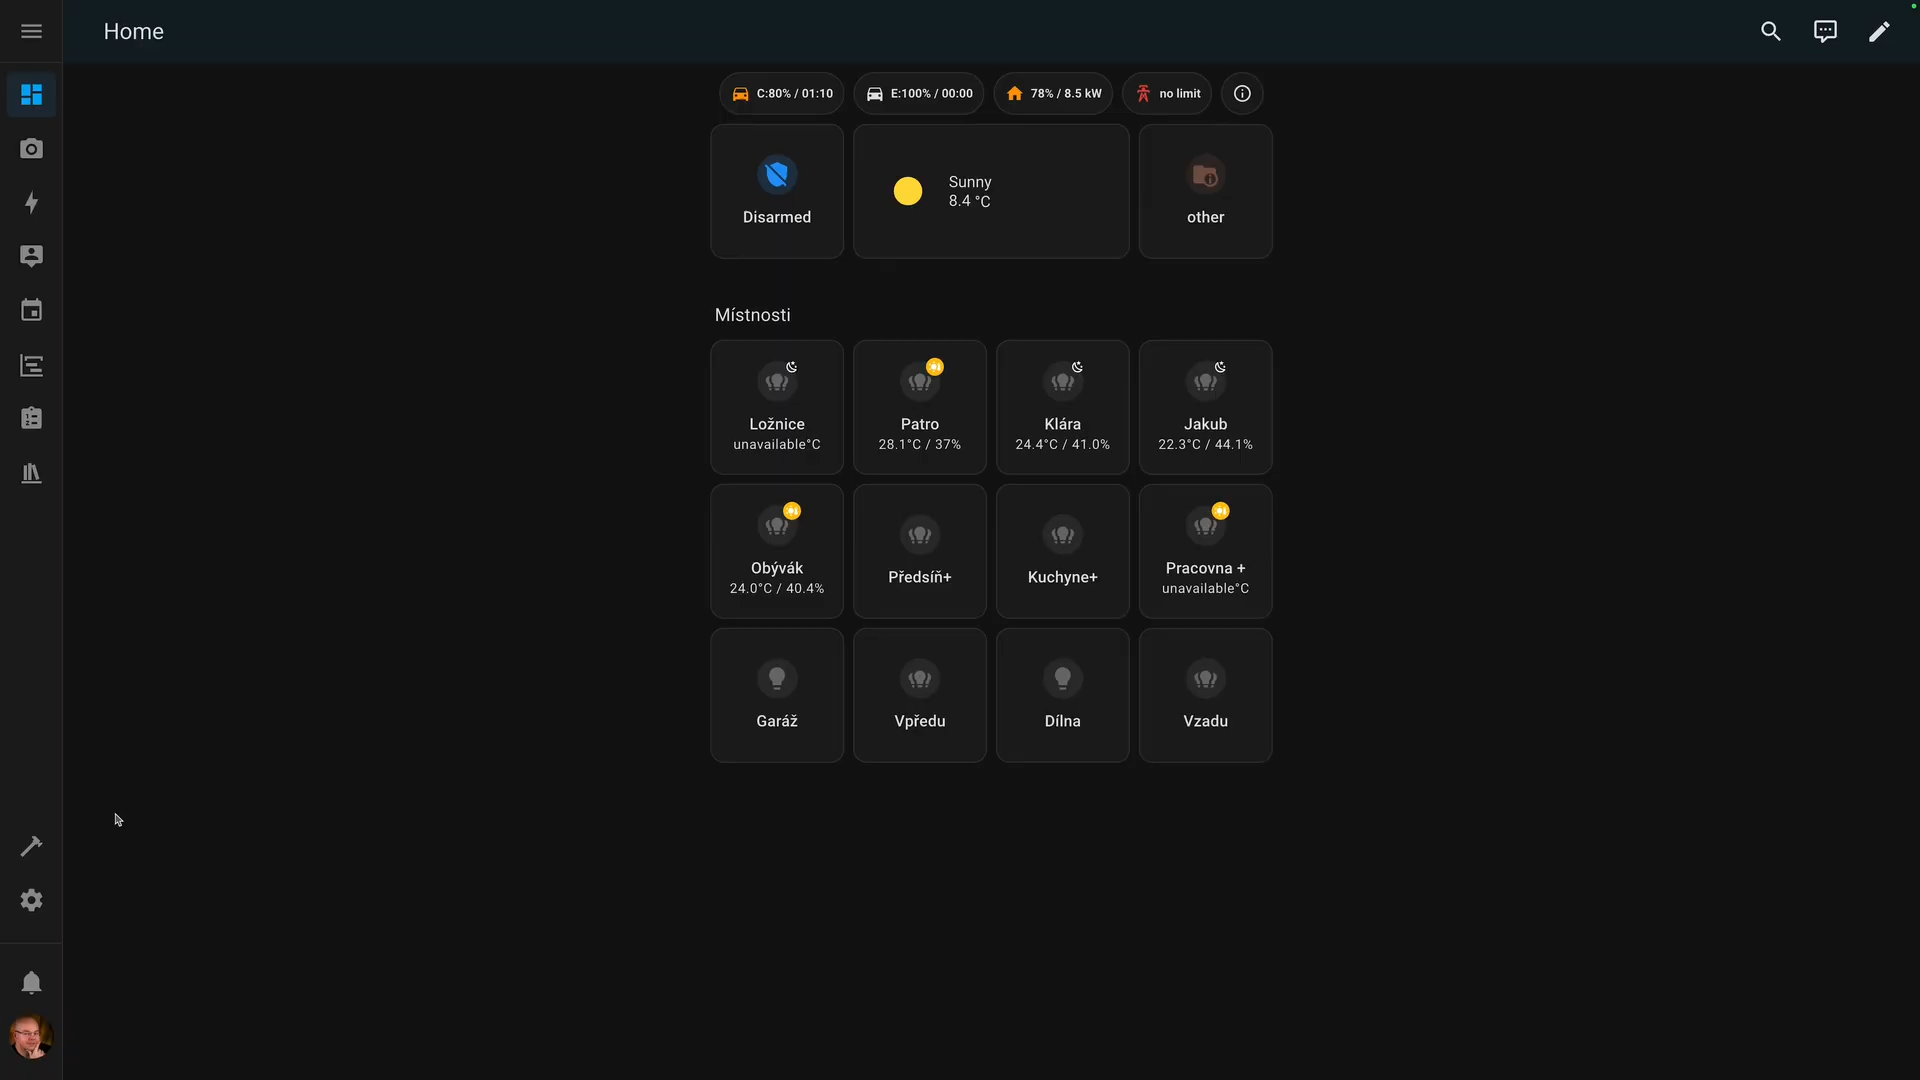 Home
C:80% / 01:10
E:100% / 00:00
78% / 8.5 kW
no limit
Disarmed
Sunny
8.4 °C
other
Místnosti
Ložnice
unavailable°C
Patro
28.1°C / 37%
Klára
24.4°C / 41.0%
Jakub
22.3°C / 44.1%
Obývák
24.0°C / 40.4%
Předsíň+
Kuchyne+
Pracovna +
unavailable°C
Garáž
Vpředu
Dílna
Vzadu